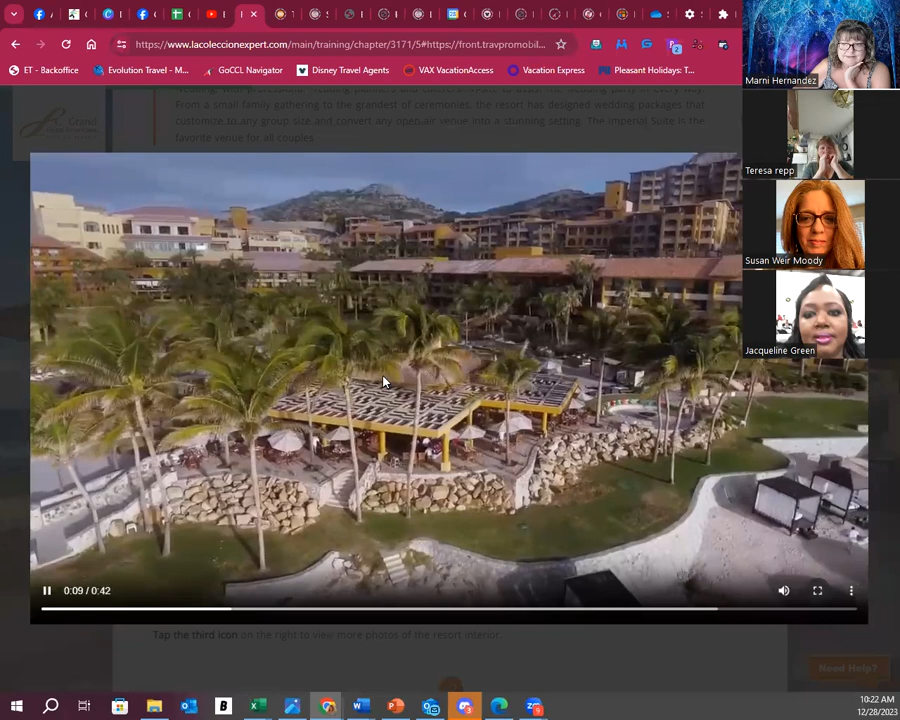 https://www.lacoleccionexpert.com/main/training/chapter/3171/5#https://front.travpromobil...
2
ET - Backoffice
Evolution Travel - M...
GoCCL Navigator
Disney Travel Agents
VAX VacationAccess
Vacation Express
Pleasant Holidays: T...
Marni Hernandez
Teresa repp
Susan Weir Moody
Jacqueline Green
Grand
From a small family gathering to the grandest of ceremonies, the resort has designed wedding packages that
customize to any group size and convert any open-air venue into a stunning setting. The Imperial Suite is the
favorite venue for all couples.
0:09 / 0:42
Tap the third icon on the right to view more photos of the resort interior
Need Help?
10:22 AM
12/28/2023